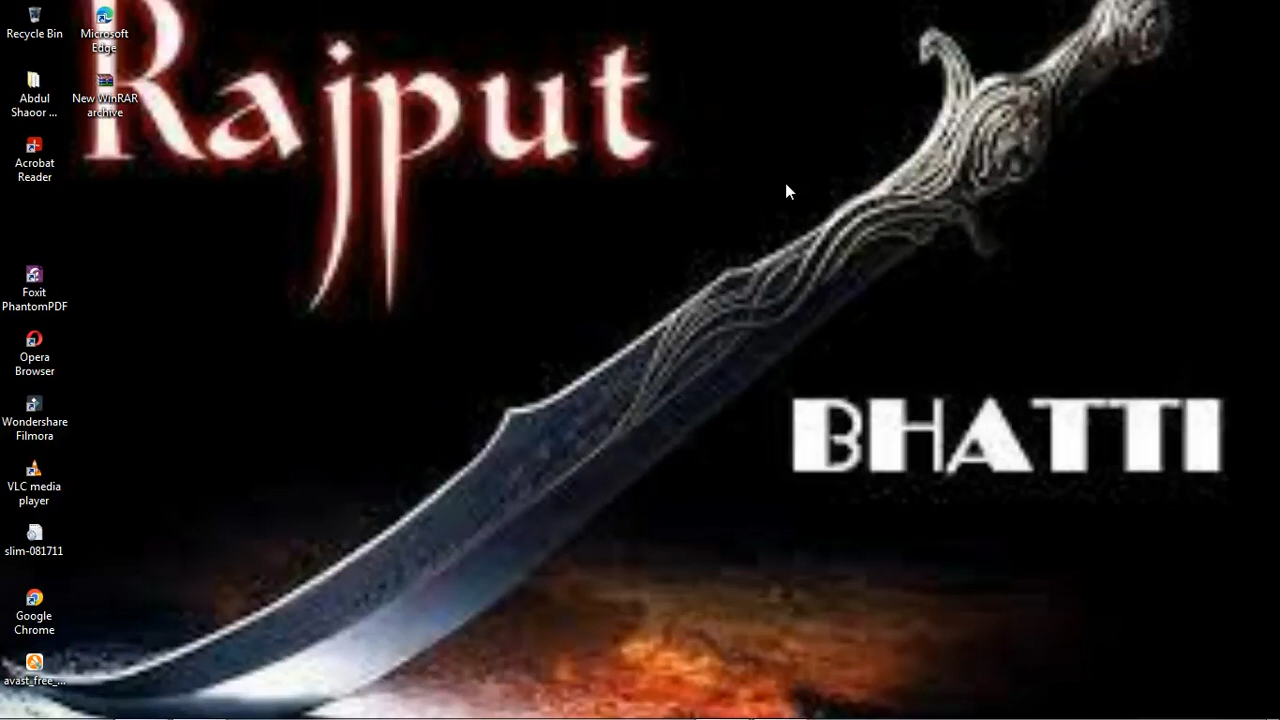 Recycle Bin
Microsoft
Edge
Abdul
Shaoor ...
New WinRAR
archive
Acrobat
Reader
Foxit
PhantomPDF
Opera
Browser
Wondershare
Filmora
VLC media
player
slim-081711
Google
Chrome
avast_free_...
Rajput
BHATTI